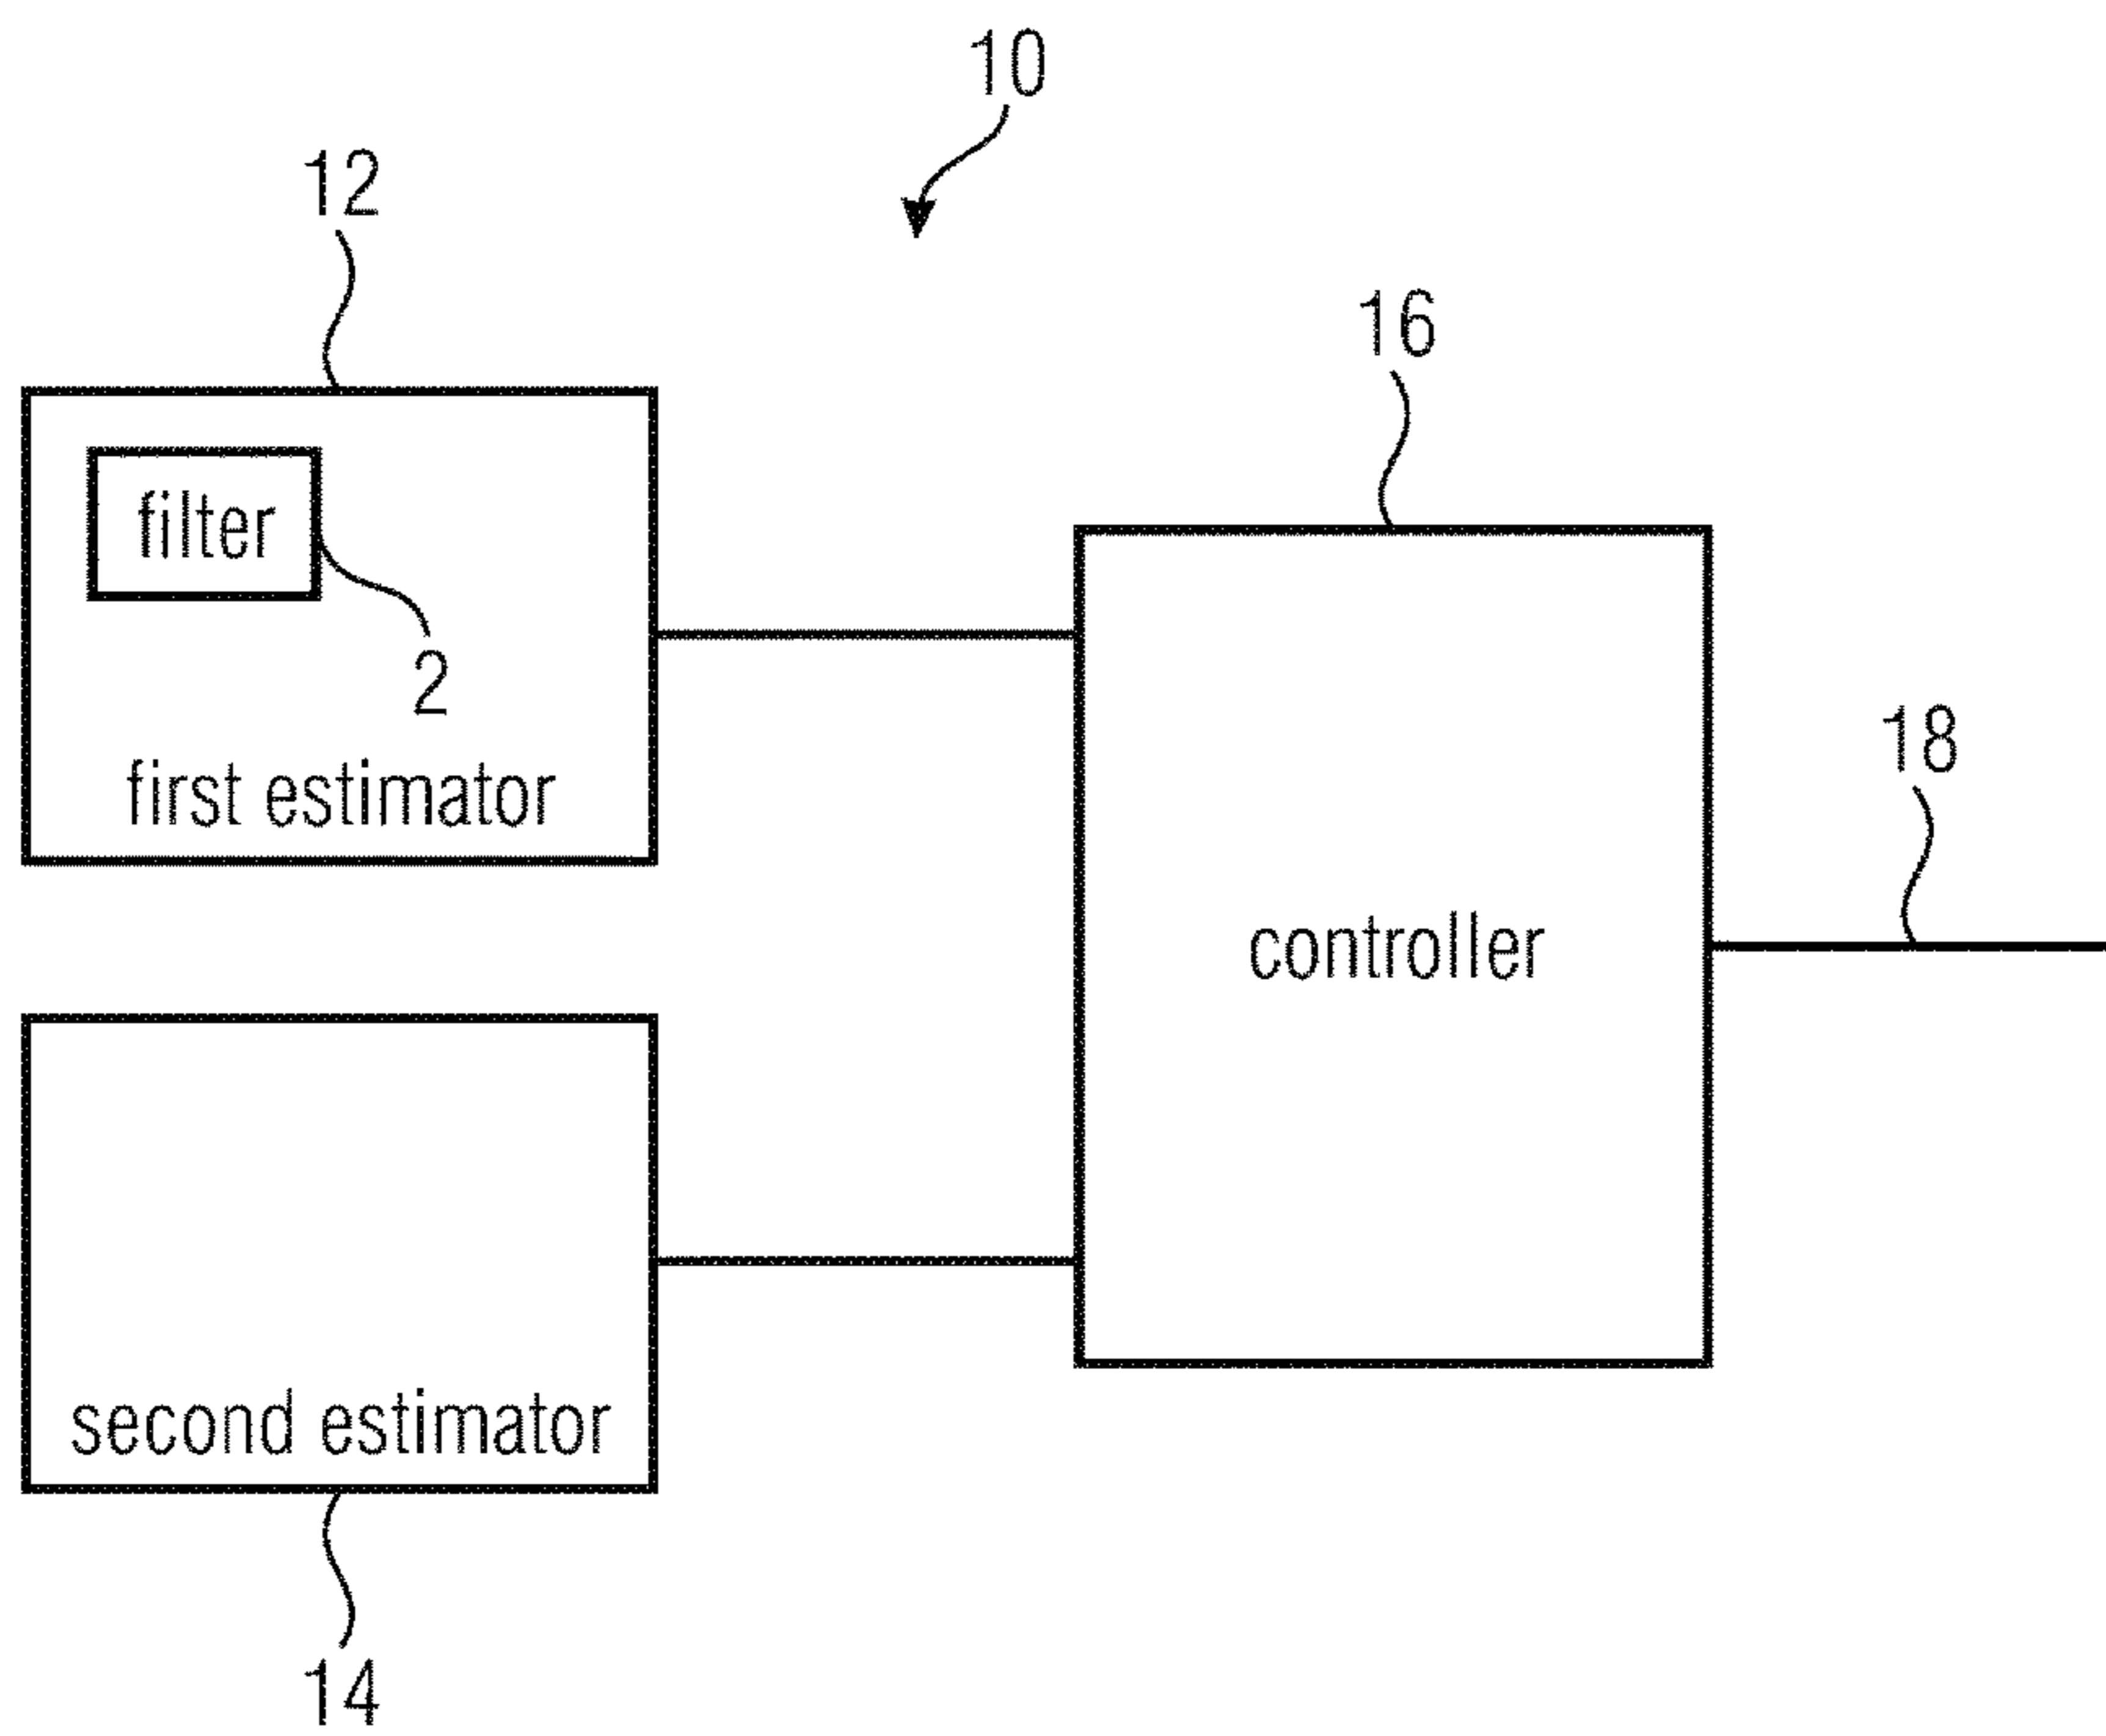 10
12
16
filter
2
18
first estimator
controller
second estimator
14